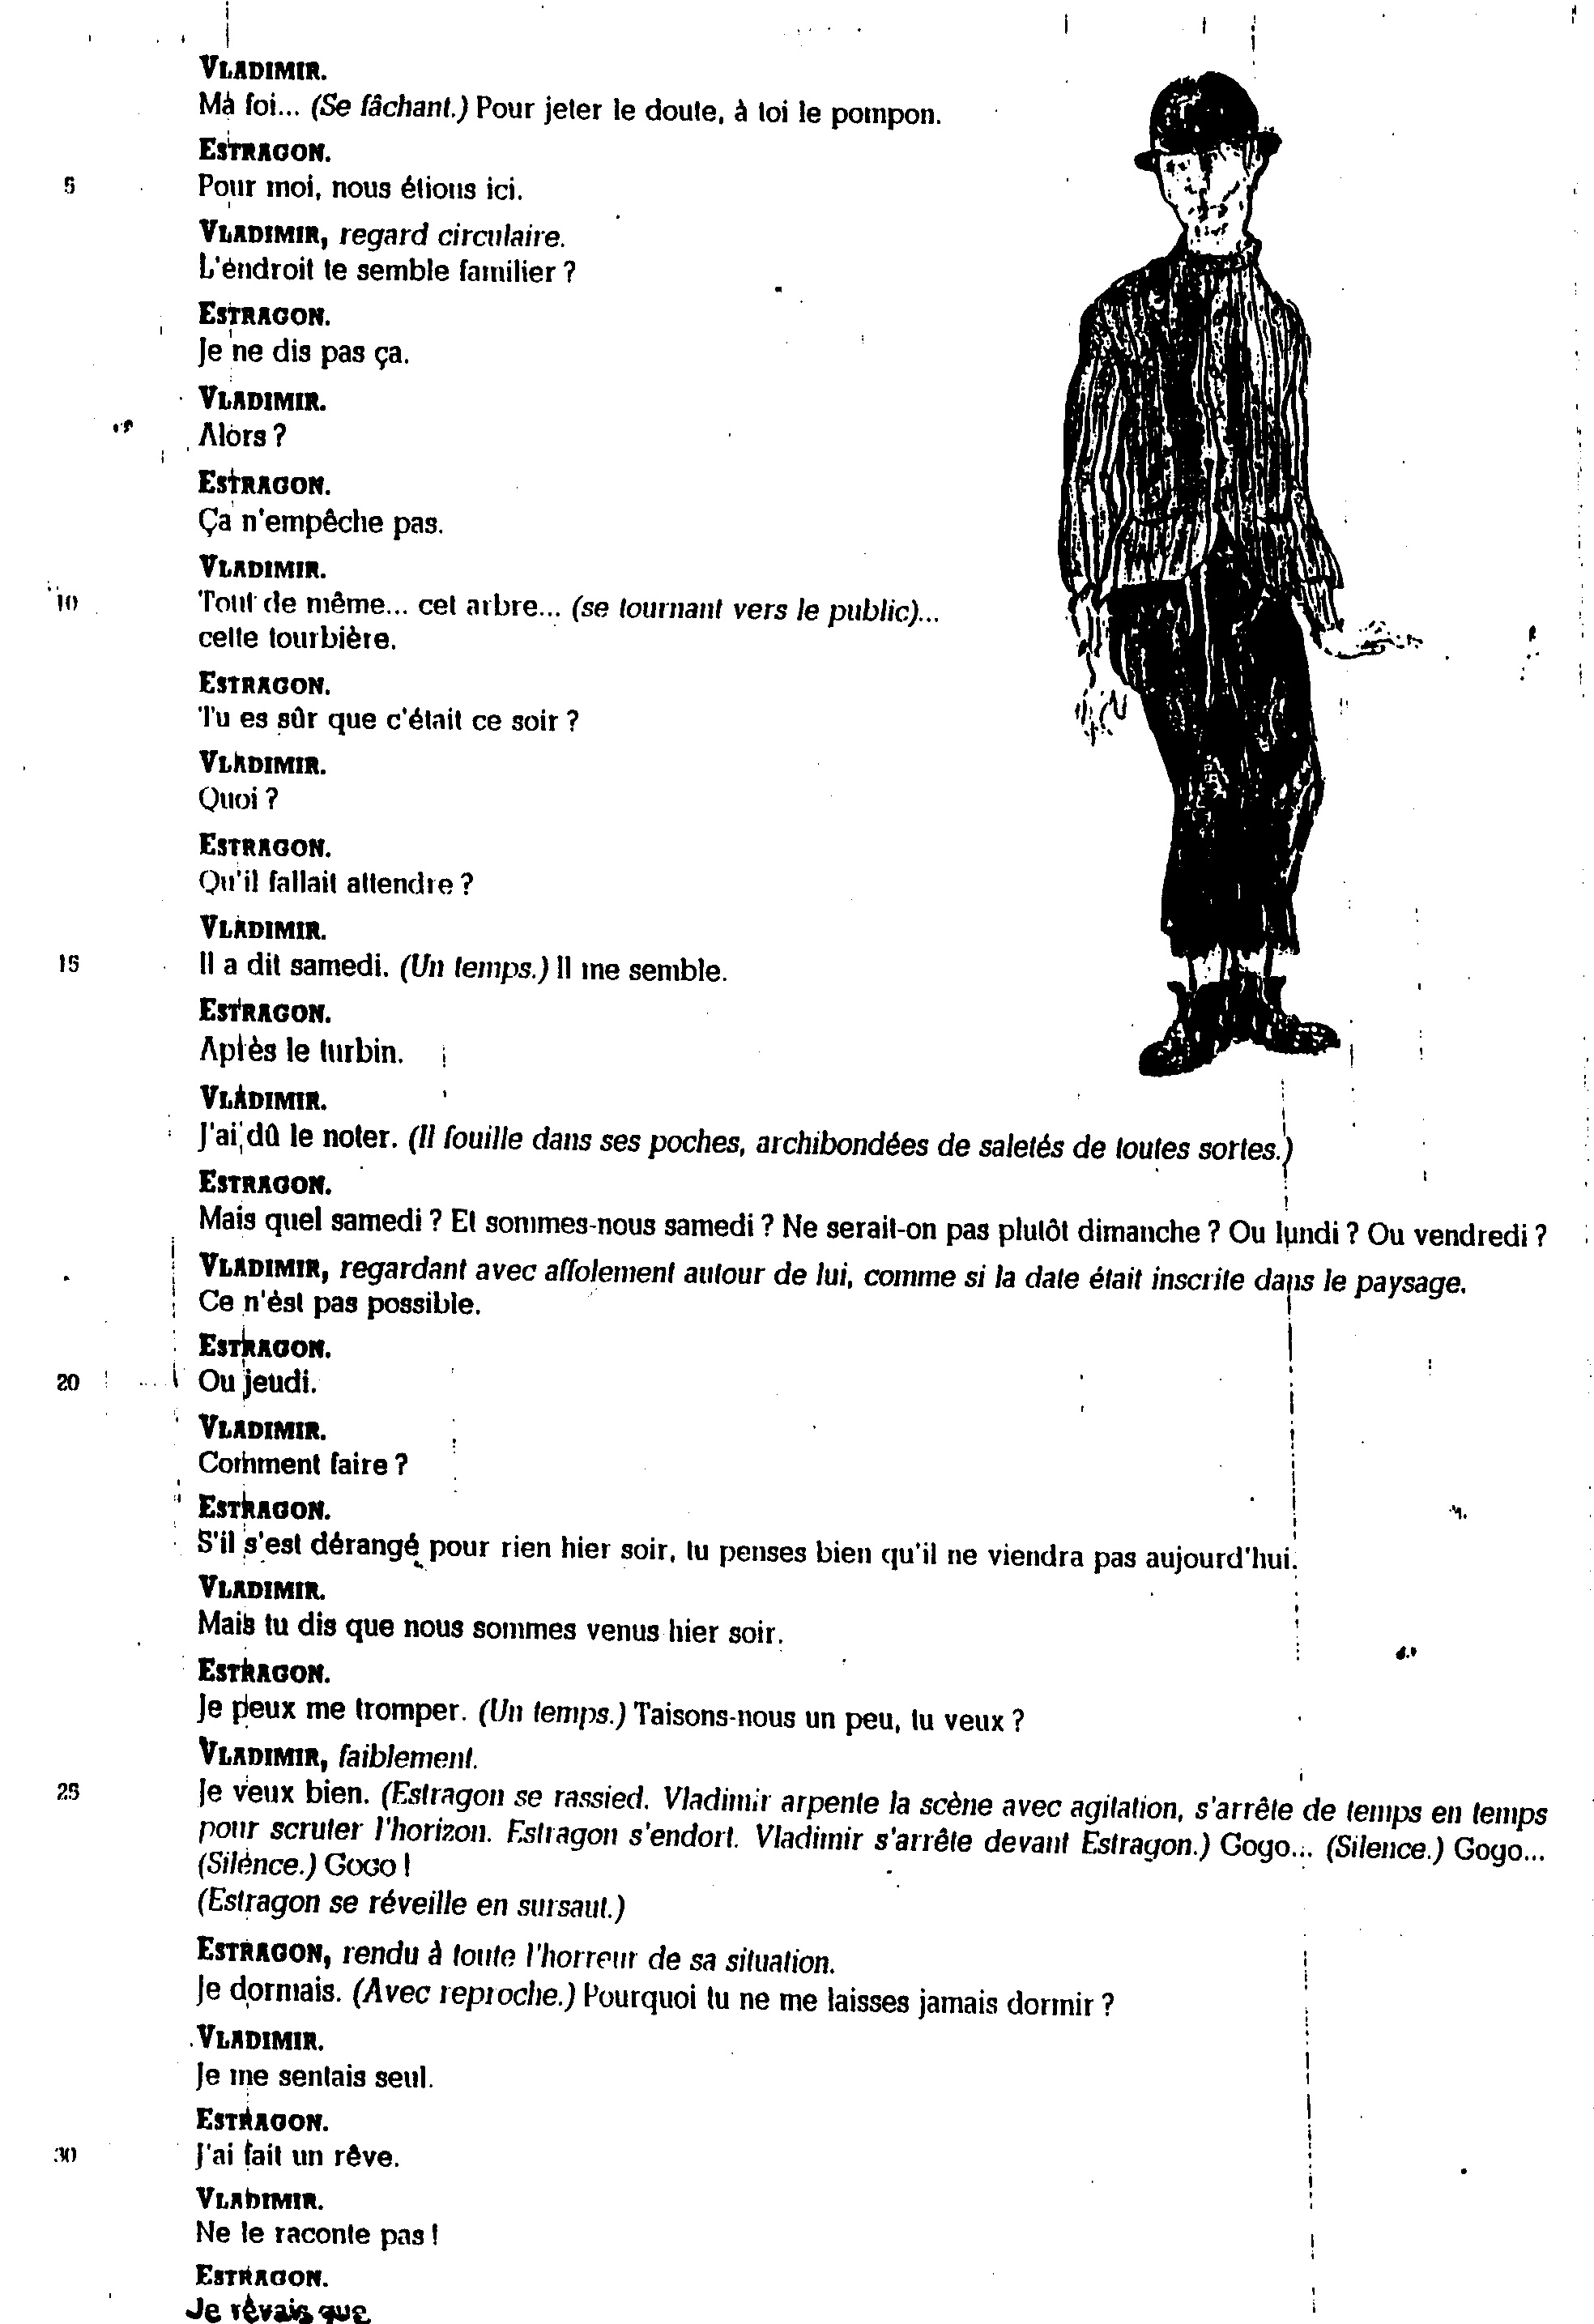 VLADIMIR.
Ma foi... (Se fâchant.) Pour jeter le doute, à toi le pompon.
ESTRAGON.
5 Pour moi, nous étions ici.
VLADIMIR, regard circulaire.
L'endroit te semble familier ?
ESTRAGON.
Je ne dis pas ça.
VLADIMIR.
Alors ?
ESTRAGON.
Ça n'empêche pas.
VLADIMIR.
10 Tout de même... cet arbre... (se tournant vers le public)...
cette tourbière.
ESTRAGON.
Tu es sûr que c'était ce soir ?
VLADIMIR.
Quoi ?
ESTRAGON.
Qu'il fallait attendre ?
VLADIMIR.
15 Il a dit samedi. (Un temps.) Il me semble.
ESTRAGON.
Après le turbin.
VLADIMIR.
J'ai dû le noter. (Il fouille dans ses poches, archibondées de saletés de toutes sortes.)
ESTRAGON.
Mais quel samedi ? Et sommes-nous samedi ? Ne serait-on pas plutôt dimanche ? Ou lundi ? Ou vendredi ?
VLADIMIR, regardant avec affolement autour de lui, comme si la date était inscrite dans le paysage.
Ce n'est pas possible.
ESTRAGON.
20 Ou jeudi.
VLADIMIR.
Comment faire ?
ESTRAGON.
S'il s'est dérangé pour rien hier soir, tu penses bien qu'il ne viendra pas aujourd'hui.
VLADIMIR.
Mais tu dis que nous sommes venus hier soir.
ESTRAGON.
Je peux me tromper. (Un temps.) Taisons-nous un peu, tu veux ?
VLADIMIR, faiblement.
25 Je veux bien. (Estragon se rassied. Vladimir arpente la scène avec agitation, s'arrête de temps en temps
pour scruter l'horizon. Estragon s'endort. Vladimir s'arrête devant Estragon.) Gogo... (Silence.) Gogo...
(Silence.) GOGO !
(Estragon se réveille en sursaut.)
ESTRAGON, rendu à toute l'horreur de sa situation.
Je dormais. (Avec reproche.) Pourquoi tu ne me laisses jamais dormir ?
VLADIMIR.
Je me sentais seul.
ESTRAGON.
30 J'ai fait un rêve.
VLADIMIR.
Ne le raconte pas !
ESTRAGON.
Je rêvais que